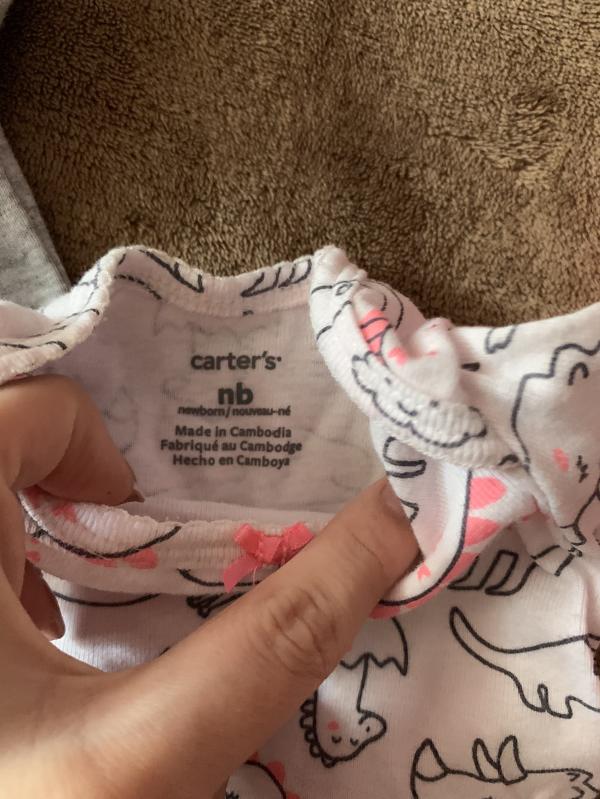 carter's
nb
newborn/nouveau-né
Made in Cambodia
Fabriqué au Cambodge
Hecho en Camboya